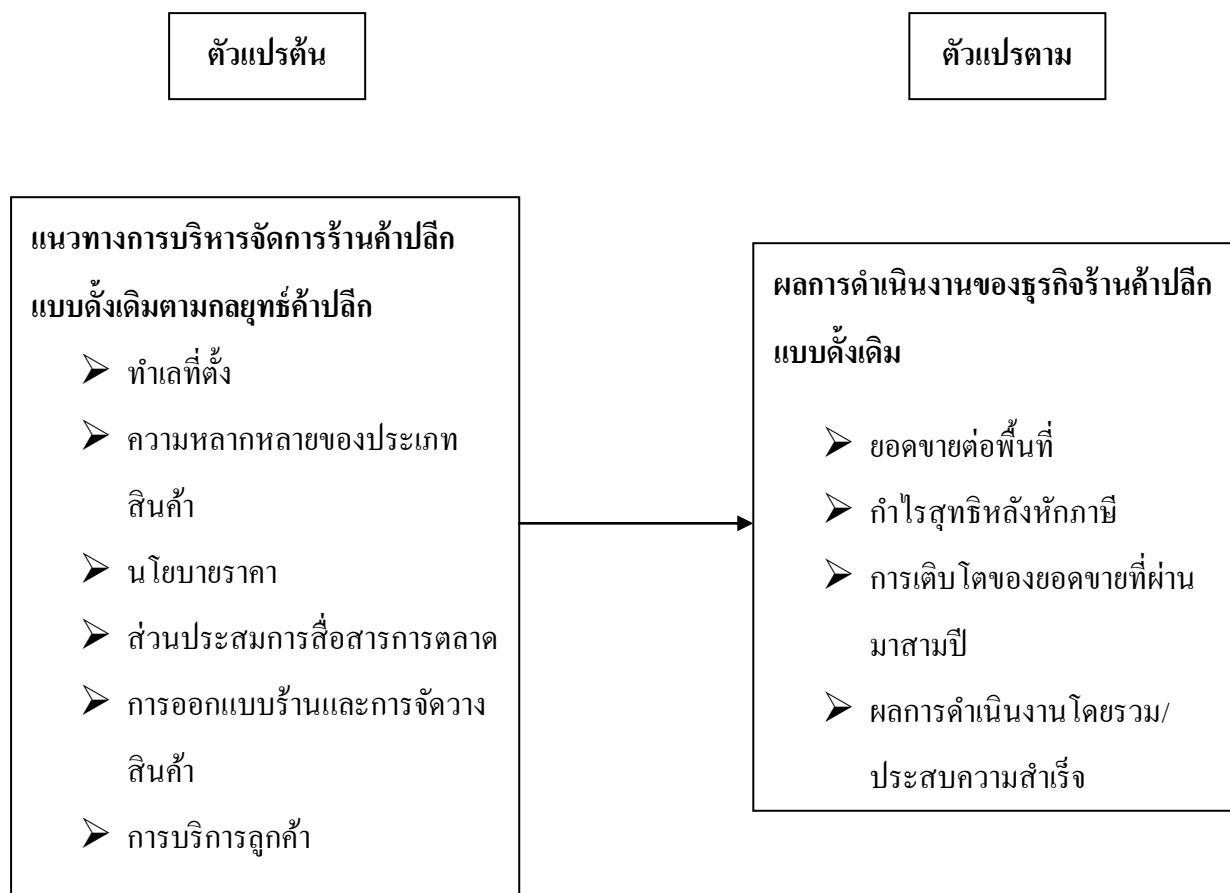 ตัวแปรต้น
ตัวแปรตาม
แนวทางการบริหารจัดการร้านค้าปลีก
แบบดั้งเดิมตามกลยุทธ์ค้าปลีก
➢ ทำเลที่ตั้ง
➢ ความหลากหลายของประเภท
สินค้า
➢ นโยบายราคา
➢ ส่วนประสมการสื่อสารการตลาด
➢ การออกแบบร้านและการจัดวาง
สินค้า
➢ การบริการลูกค้า
ผลการดำเนินงานของธุรกิจร้านค้าปลีก
แบบดั้งเดิม
➢ ยอดขายต่อพื้นที่
➢ กำไรสุทธิหลังหักภาษี
➢ การเติบโตของยอดขายที่ผ่าน
มาสามปี
➢ ผลการดำเนินงานโดยรวม/
ประสบความสำเร็จ